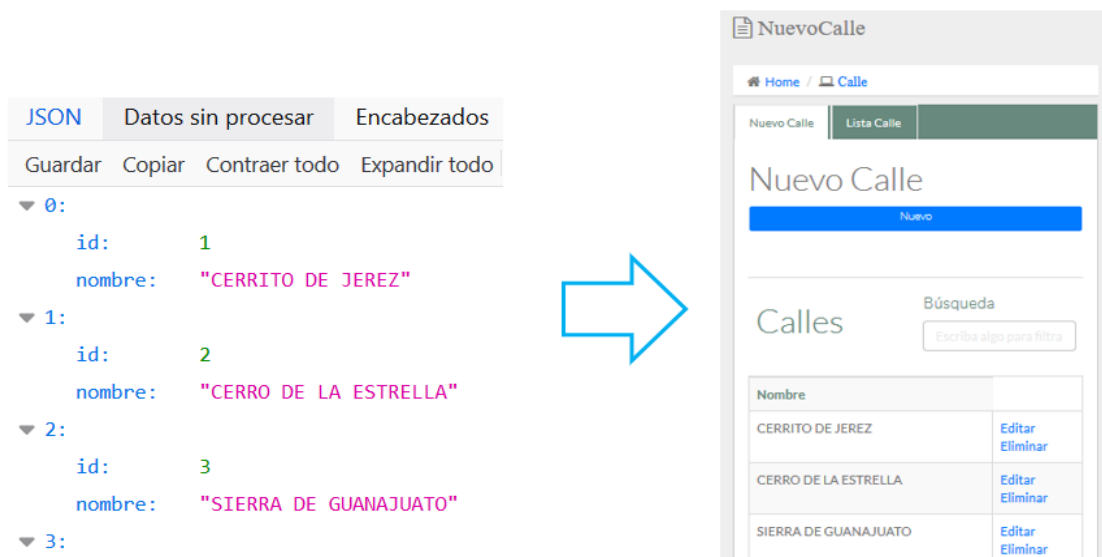 JSON Datos sin procesar Encabezados
Guardar Copiar Contraer todo Expandir todo
0:
id: 1
nombre: "CERRITO DE JEREZ"
1:
id: 2
nombre: "CERRO DE LA ESTRELLA"
2:
id: 3
nombre: "SIERRA DE GUANAJUATO"
3:
NuevoCalle
Home / Calle
Nuevo Calle Lista Calle
Nuevo Calle
Nuevo
Calles
Búsqueda
Escriba algo para filtra
Nombre
CERRITO DE JEREZ Editar
Eliminar
CERRO DE LA ESTRELLA Editar
Eliminar
SIERRA DE GUANAJUATO Editar
Eliminar